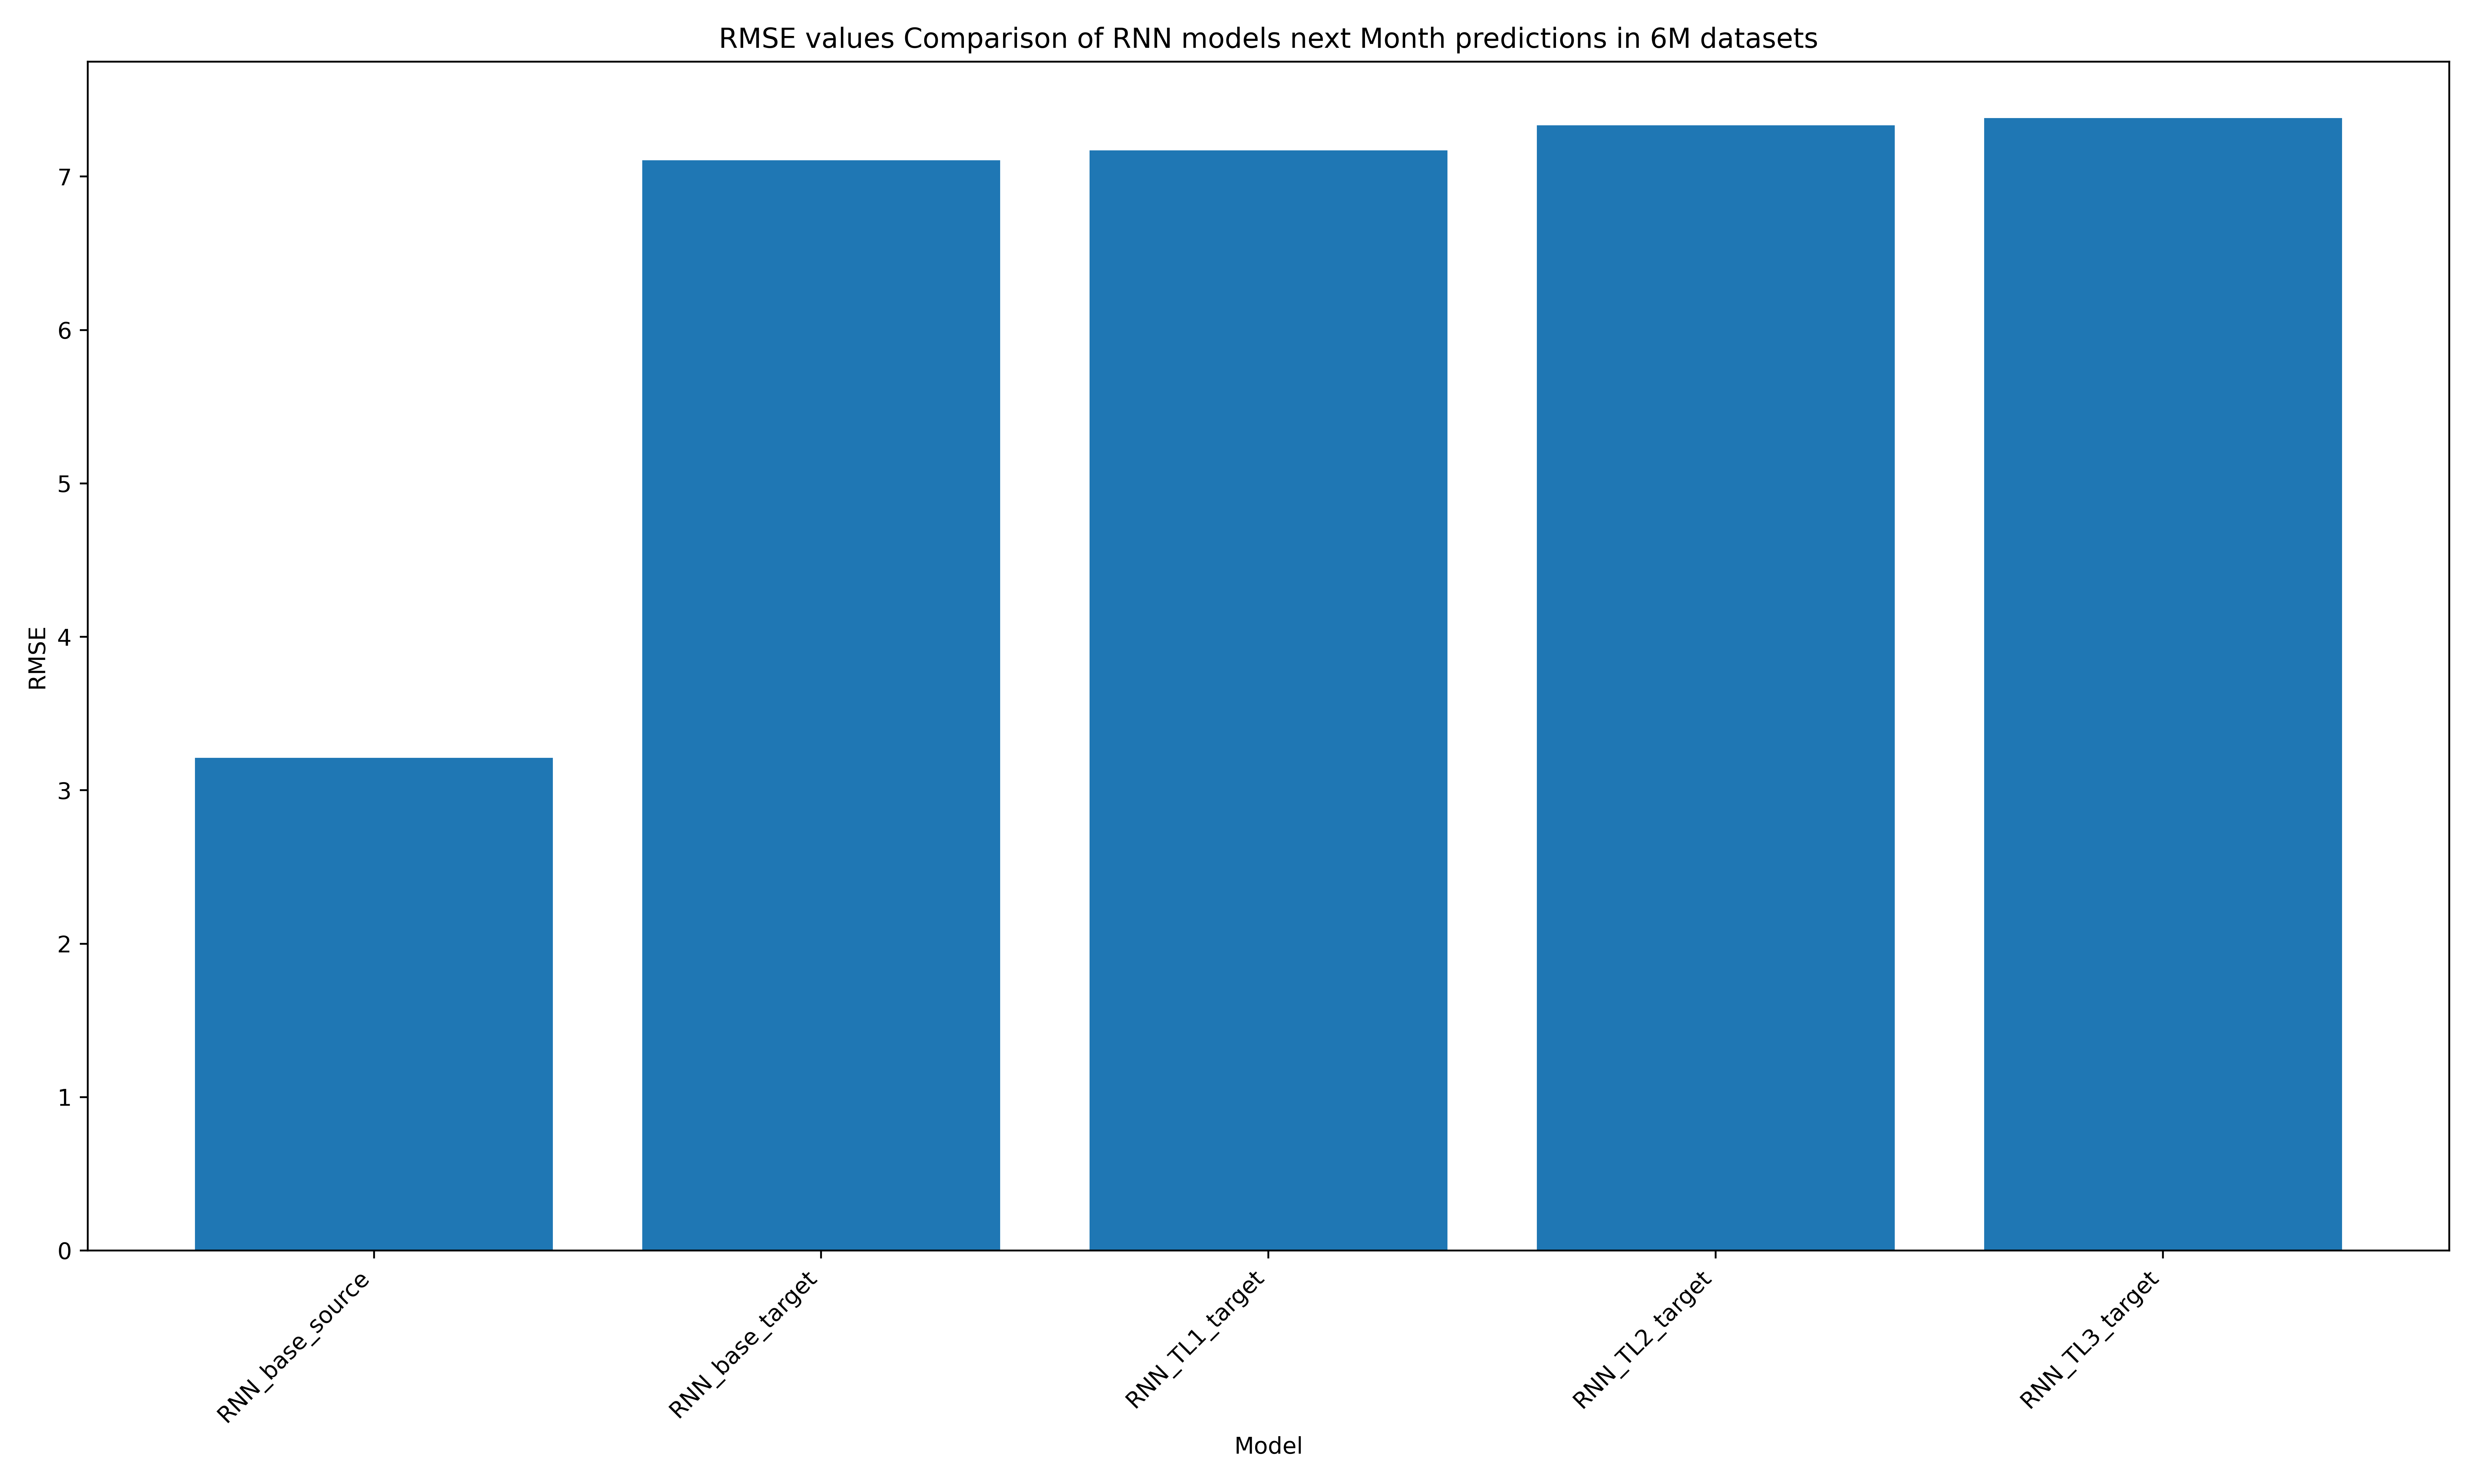 RMSE values Comparison of RNN models next Month predictions in 6M datasets
RMSE
7
6
5
4
3
2
1
0
RNN_base_source
RNN_base_target
RNN_TL1_target
RNN_TL2_target
RNN_TL3_target
Model